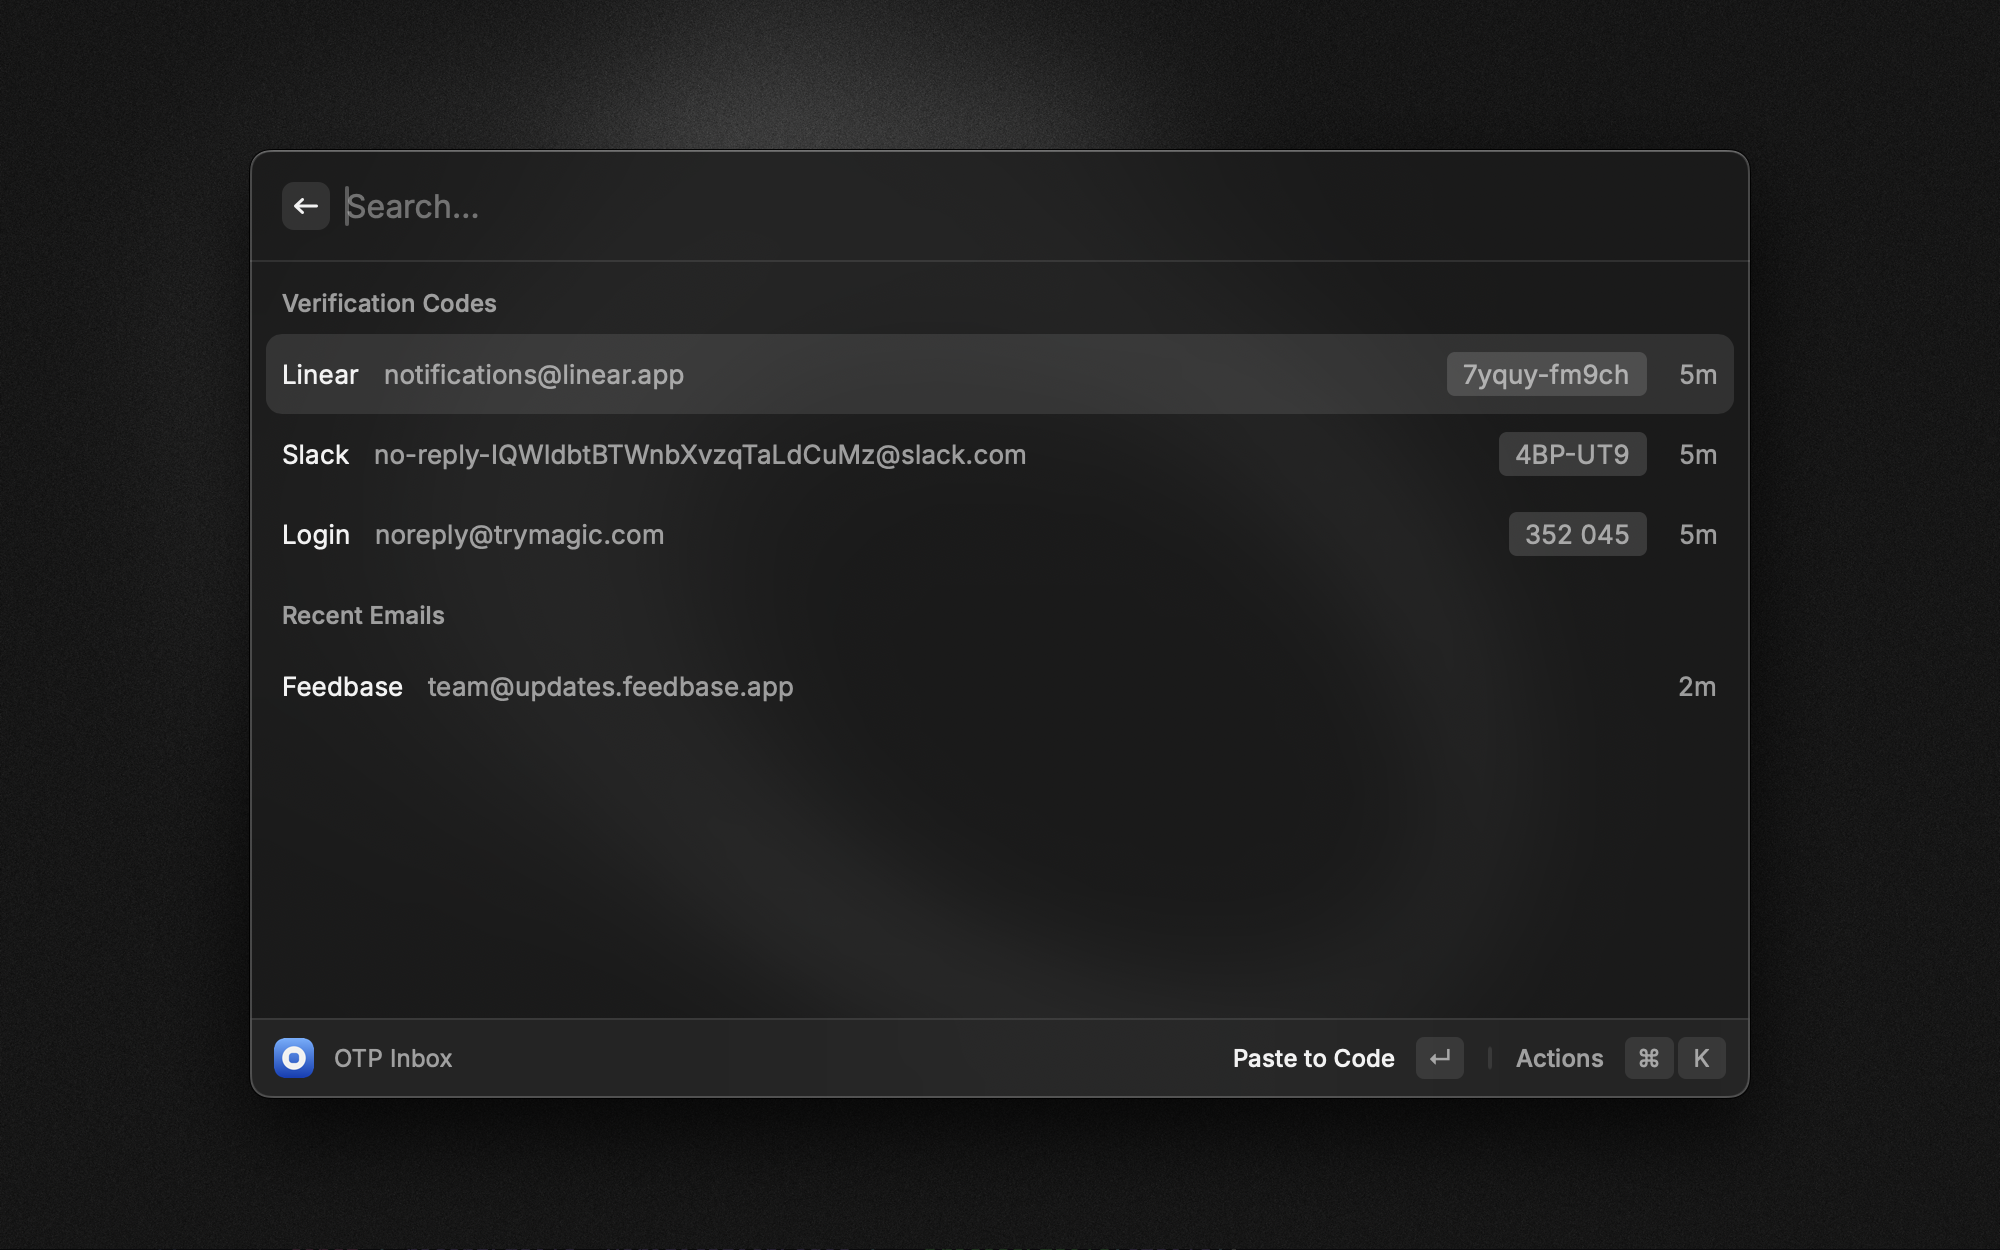 Search...
Verification Codes
Linear notifications@linear.app 7yquy-fm9ch 5m
Slack no-reply-lQWldbtBTWnbXvzqTaLdCuMz@slack.com 4BP-UT9 5m
Login noreply@trymagic.com 352 045 5m
Recent Emails
Feedbase team@updates.feedbase.app 2m
OTP Inbox Paste to Code ↵ Actions ⌘ K